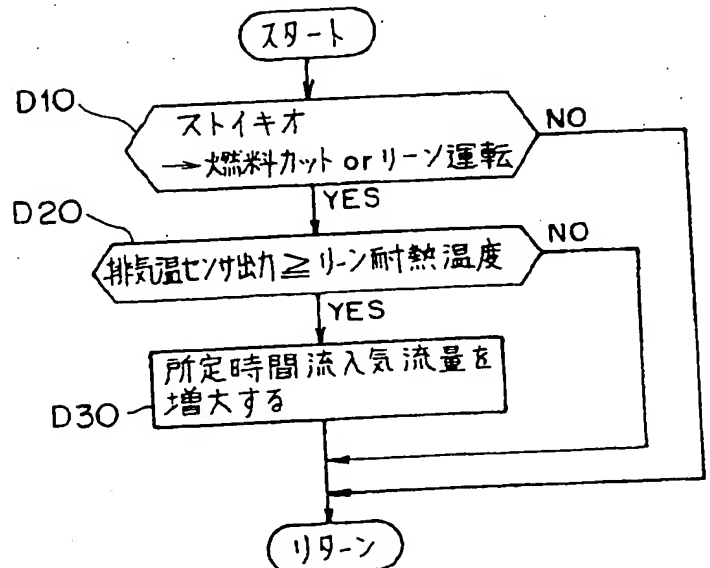 スタート
D10
ストイキオ
→燃料カット or リーン運転
NO
YES
D20
排気温センサ出力≧リーン耐熱温度
NO
YES
所定時間流入気流量を
増大する
D30
リターン